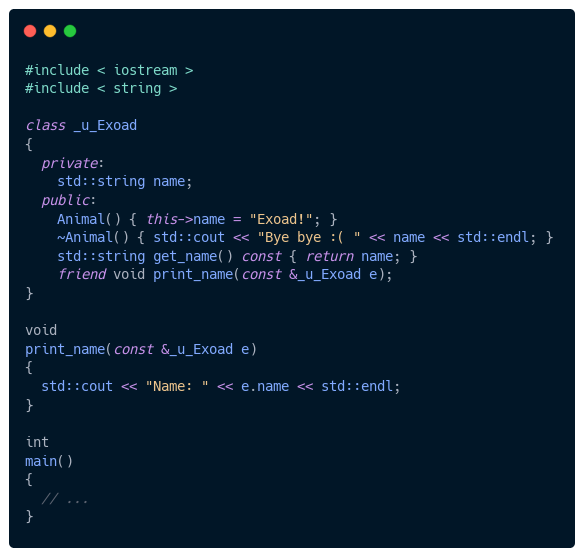 #include < iostream >
#include < string >

class _u_Exoad
{
  private:
    std::string name;
  public:
    Animal() { this->name = "Exoad!"; }
    ~Animal() { std::cout << "Bye bye :( " << name << std::endl; }
    std::string get_name() const { return name; }
    friend void print_name(const &_u_Exoad e);
}

void
print_name(const &_u_Exoad e)
{
  std::cout << "Name: " << e.name << std::endl;
}

int
main()
{
  // ...
}